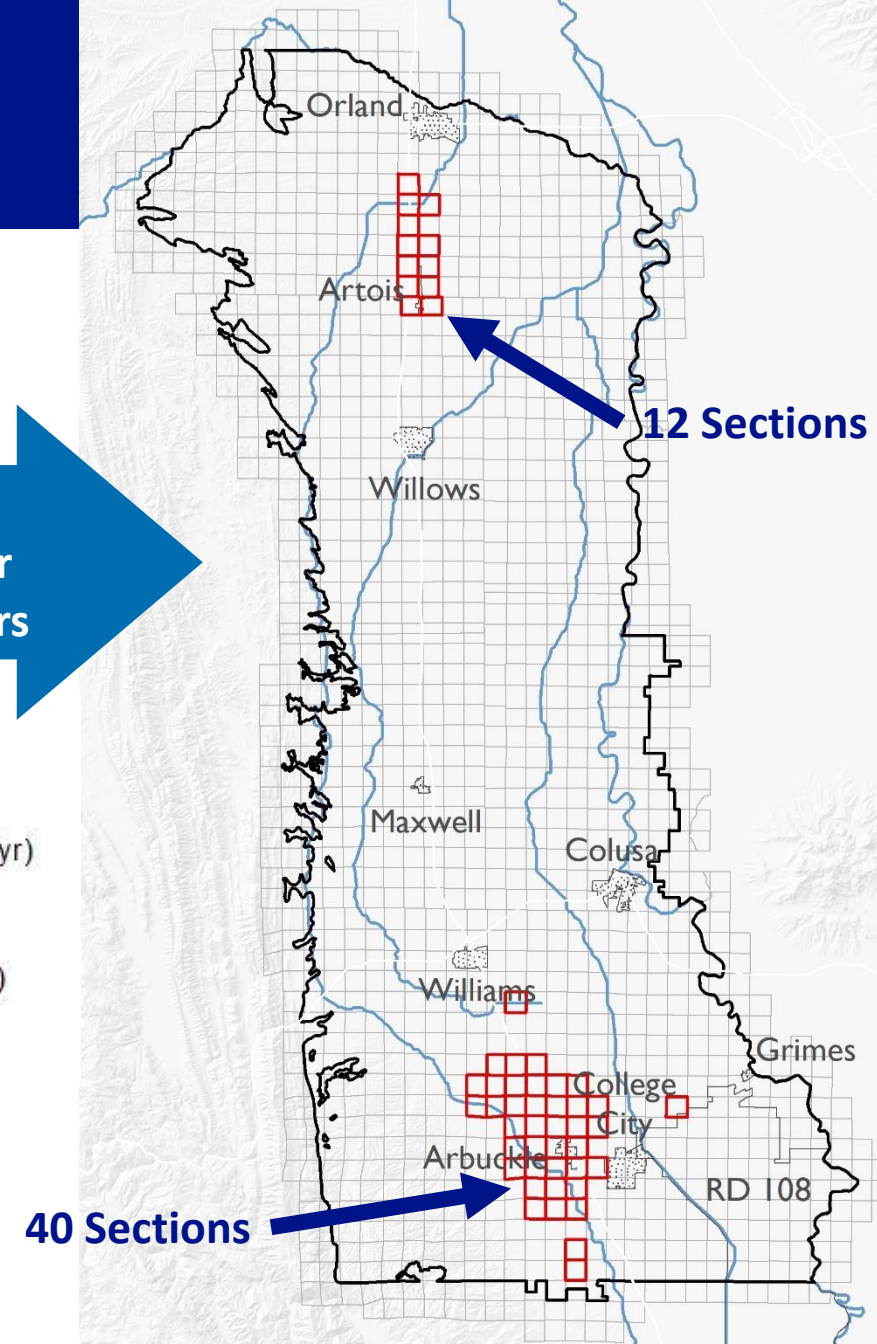 Orland
Artois
12 Sections
Willows
r
rs
Maxwell
yr)
Colusa
)
Williams
Grimes
College
City
Arbuckle
RD 108
40 Sections